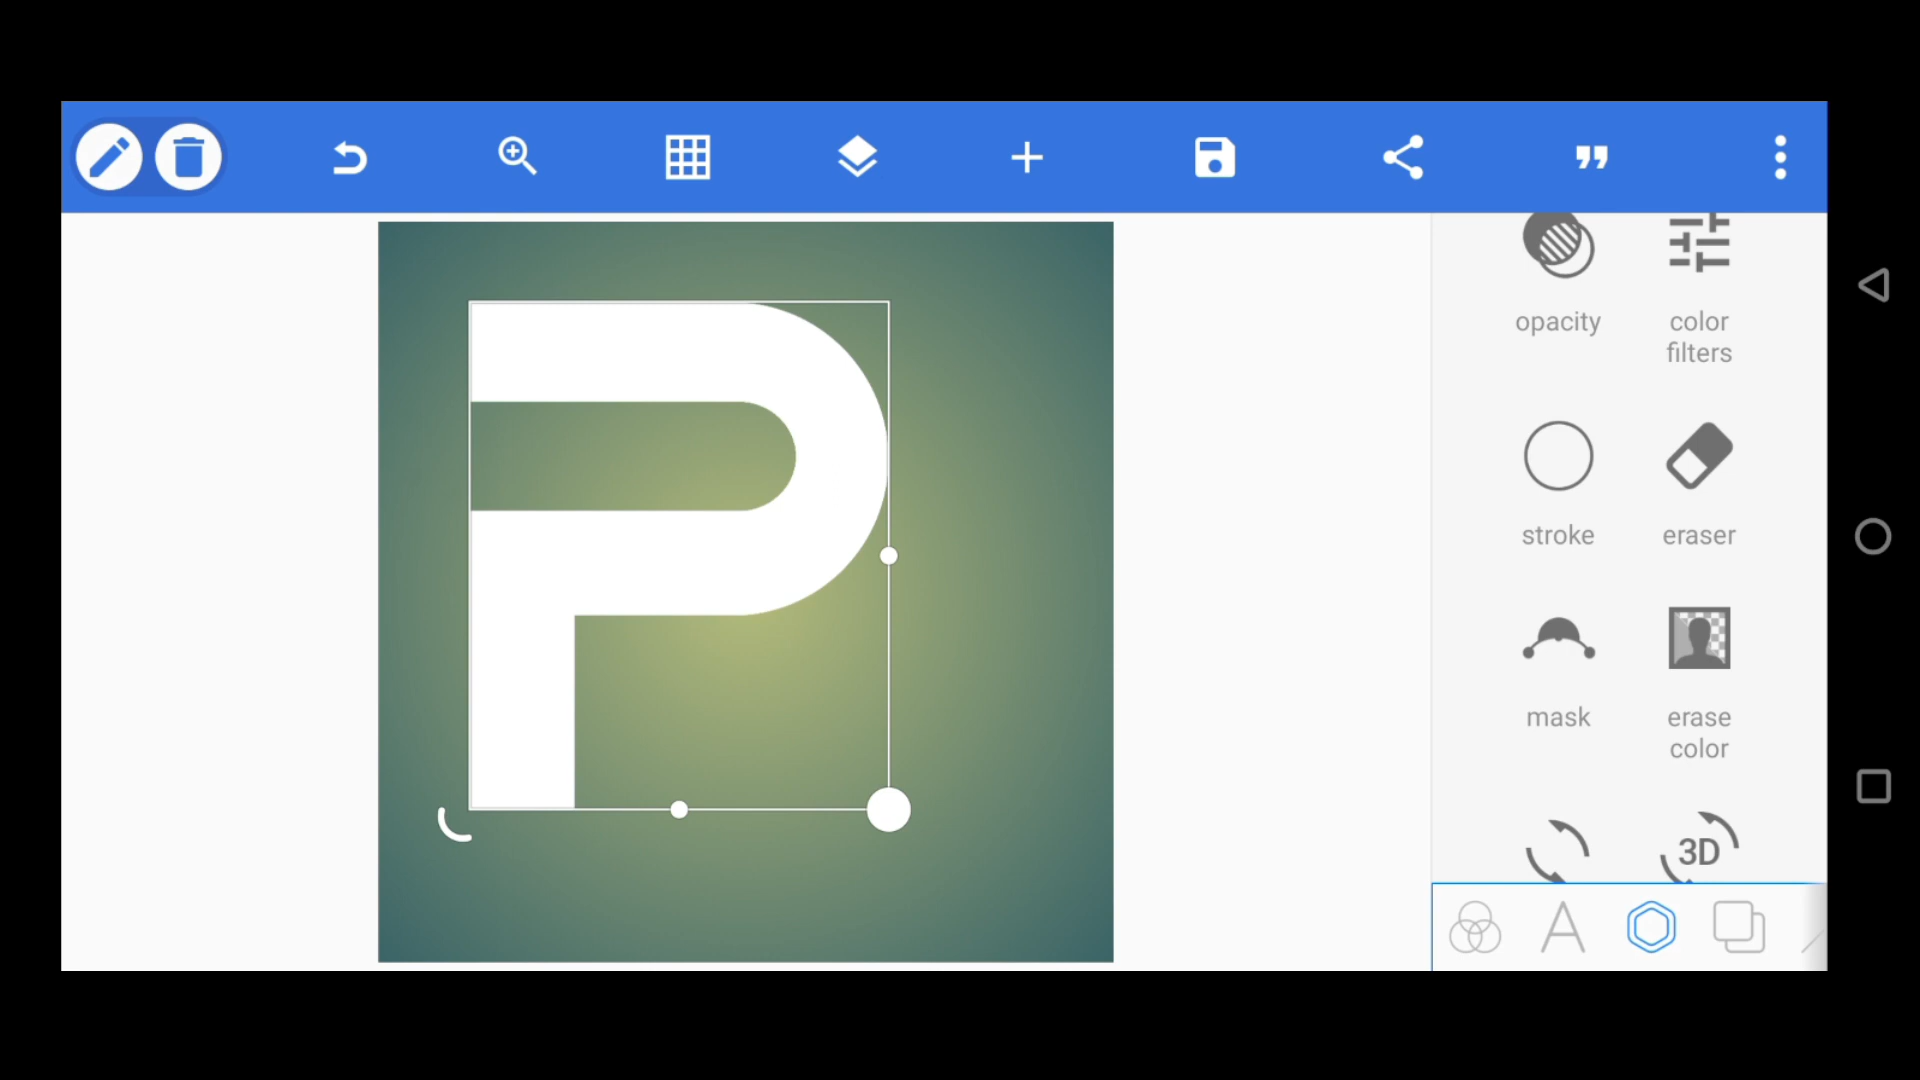 P
opacity
color
filters
stroke
eraser
mask
erase
color
3D